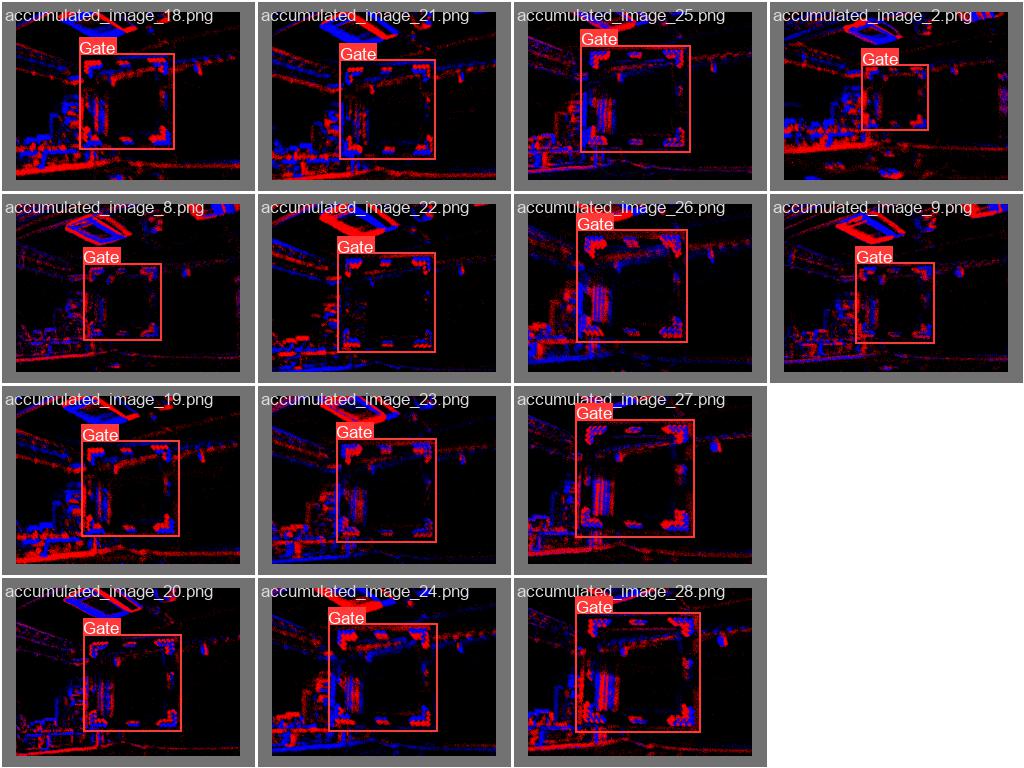 accumulated_image_18.png
Gate
accumulated_image_21.png
Gate
accumulated_image_25.png
Gate
accumulated_image_2.png
Gate
accumulated_image_8.png
Gate
accumulated_image_22.png
Gate
accumulated_image_26.png
Gate
accumulated_image_9.png
Gate
accumulated_image_19.png
Gate
accumulated_image_23.png
Gate
accumulated_image_27.png
Gate
accumulated_image_20.png
Gate
accumulated_image_24.png
Gate
accumulated_image_28.png
Gate